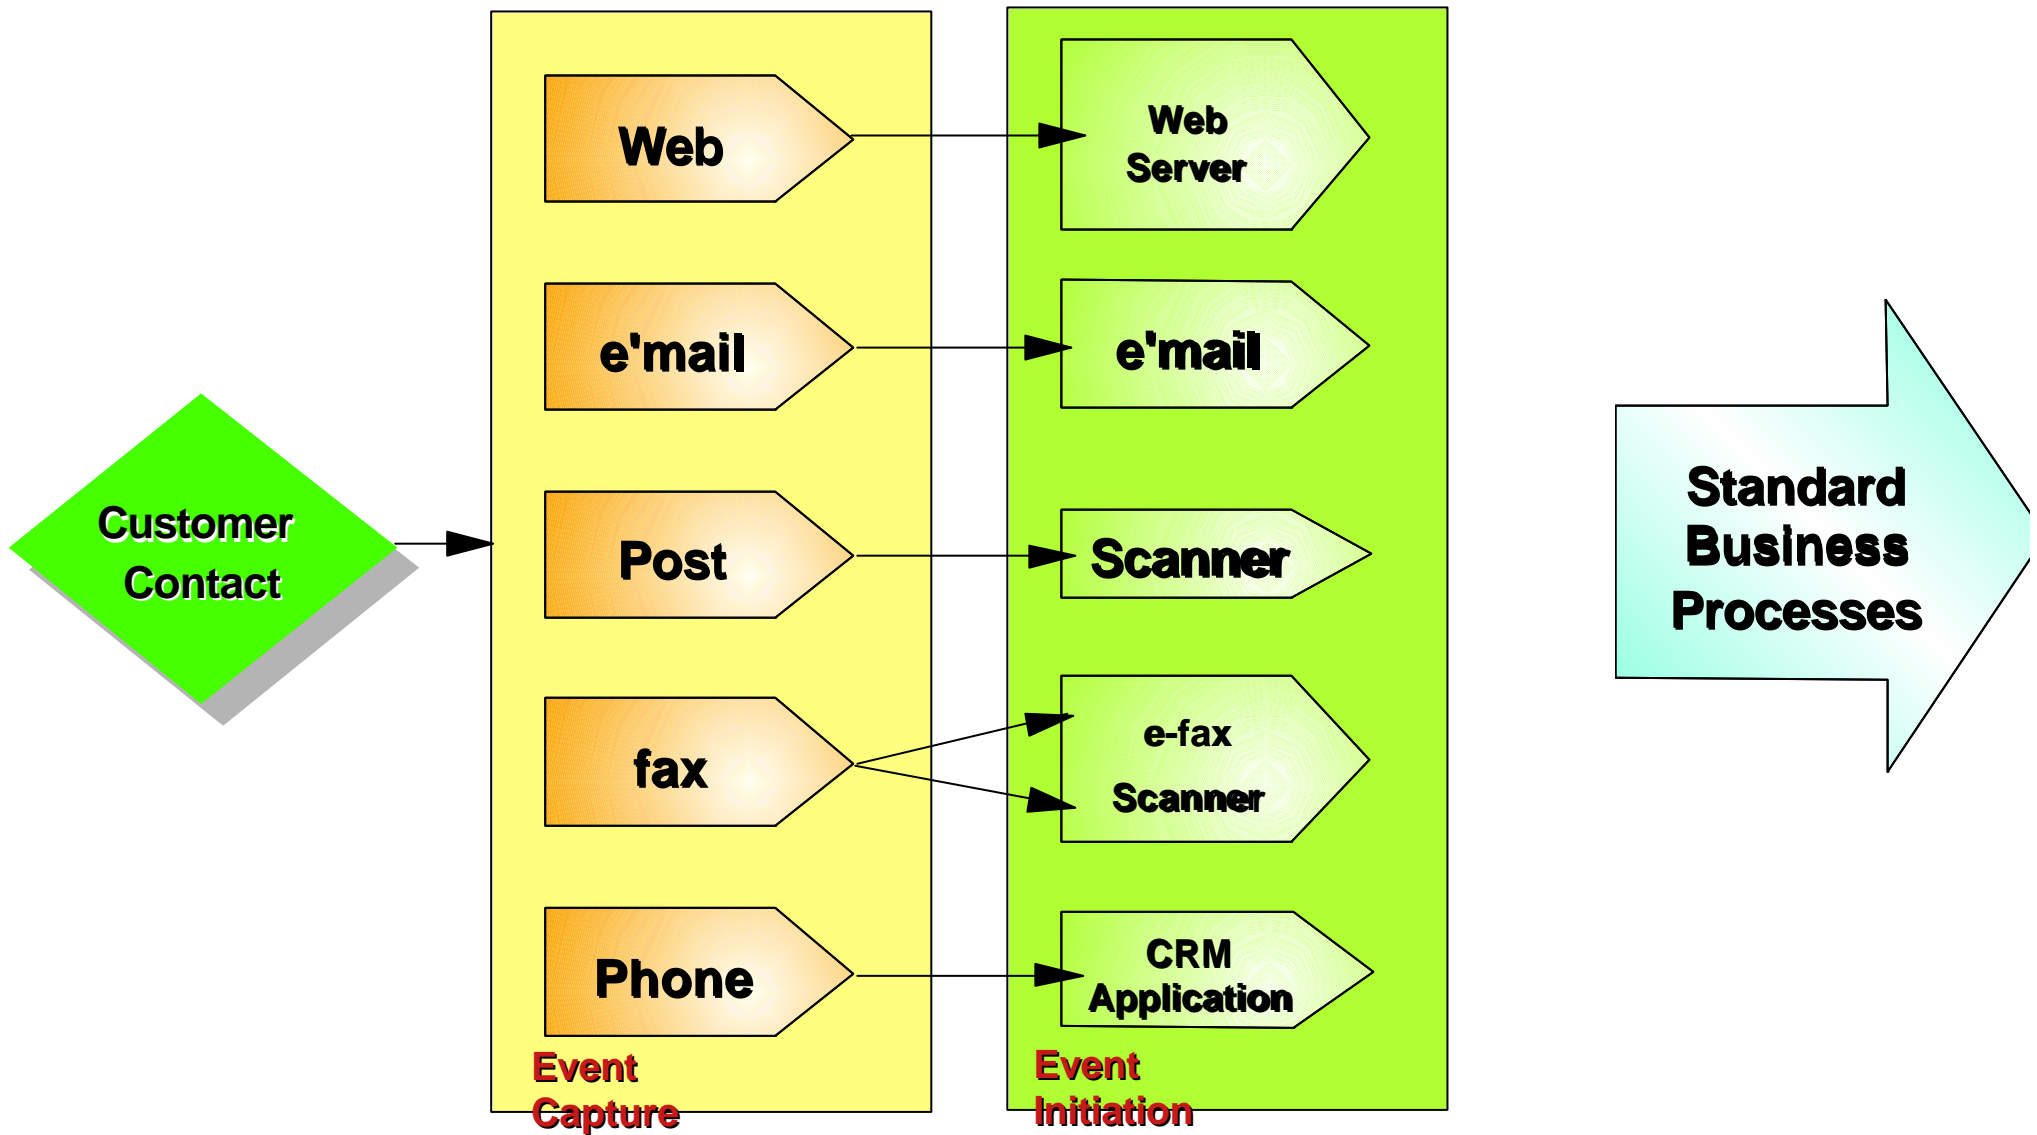 Customer
Contact
Web
e'mail
Post
fax
Phone
Event
Capture
Web
Server
e'mail
Scanner
e-fax
Scanner
CRM
Application
Event
Initiation
Standard
Business
Processes